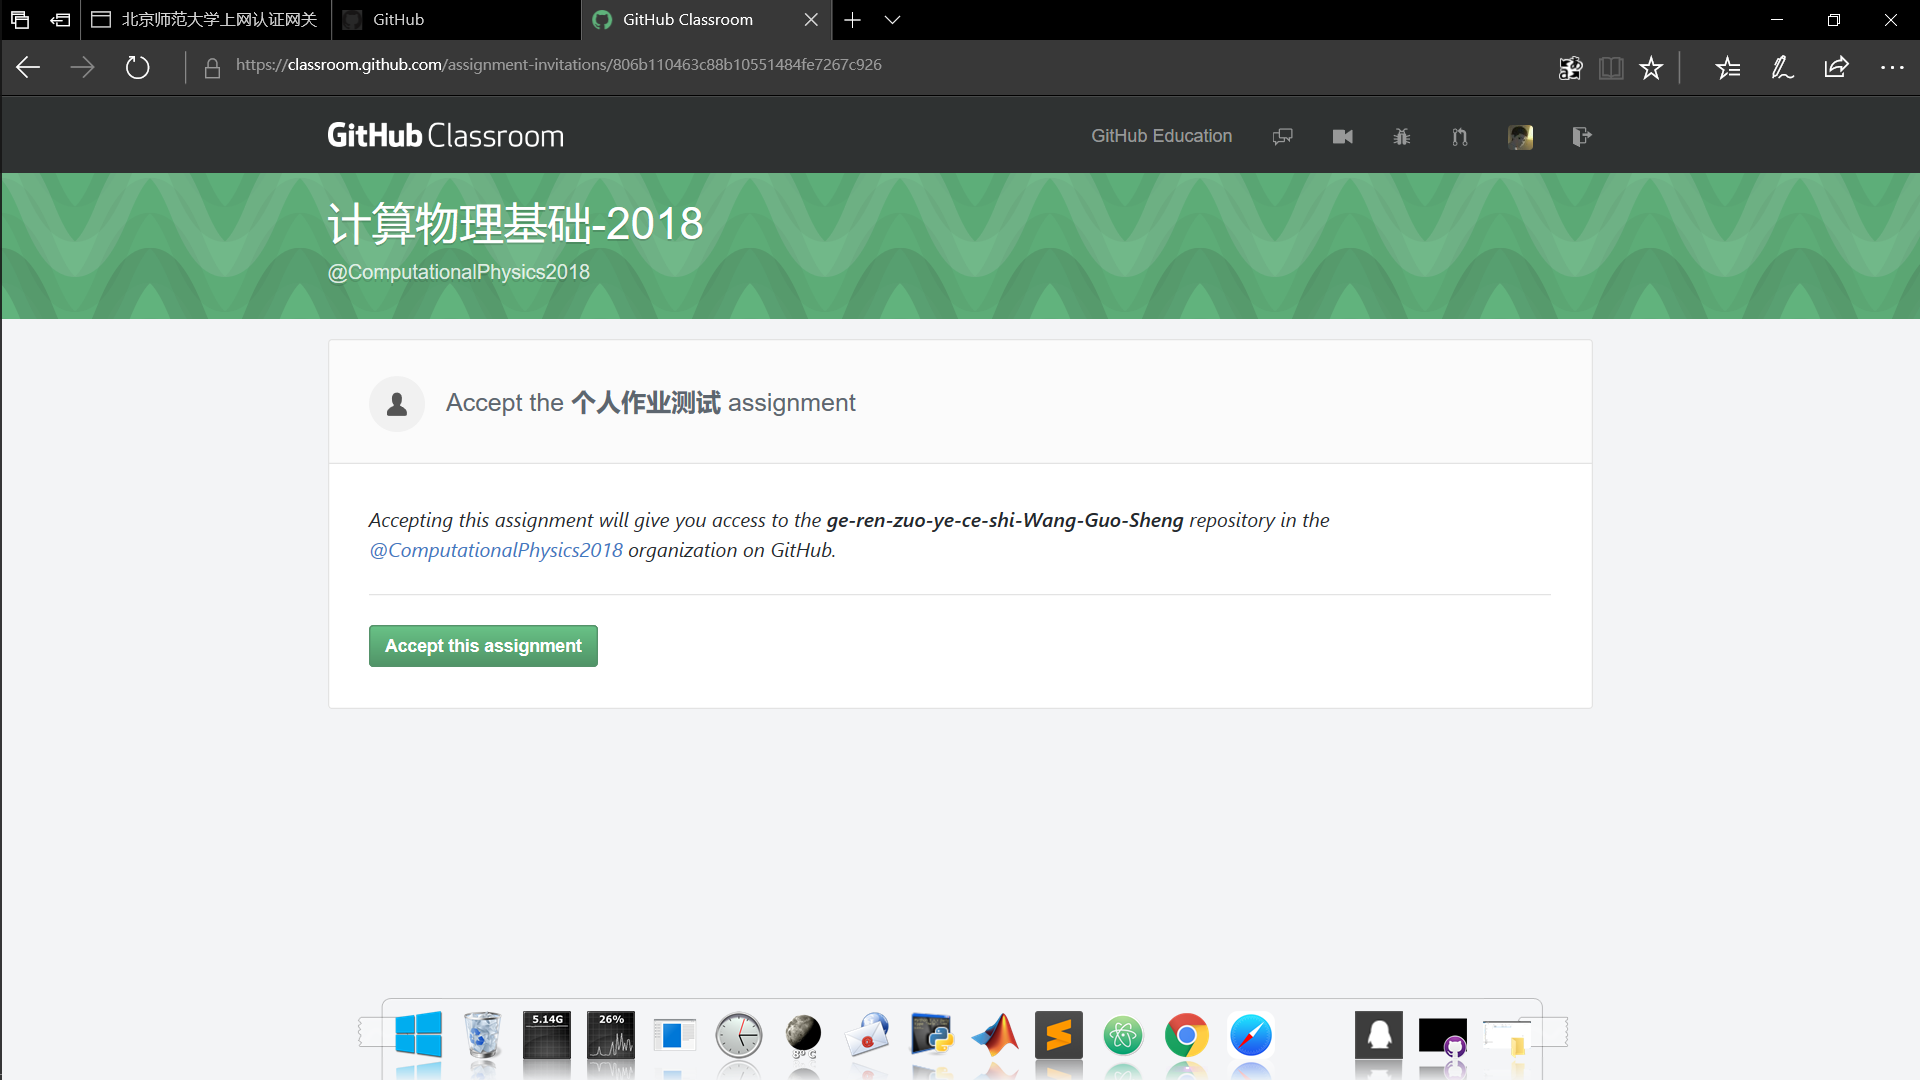 北京师范大学上网认证网关
GitHub
GitHub Classroom
https://classroom.github.com/assignment-invitations/806b110463c88b10551484fe7267c926
GitHub Classroom
GitHub Education
计算物理基础-2018
@ComputationalPhysics2018
Accept the 个人作业测试 assignment
Accepting this assignment will give you access to the ge-ren-zuo-ye-ce-shi-Wang-Guo-Sheng repository in the
@ComputationalPhysics2018 organization on GitHub.
Accept this assignment
5.14G
26%
8°C